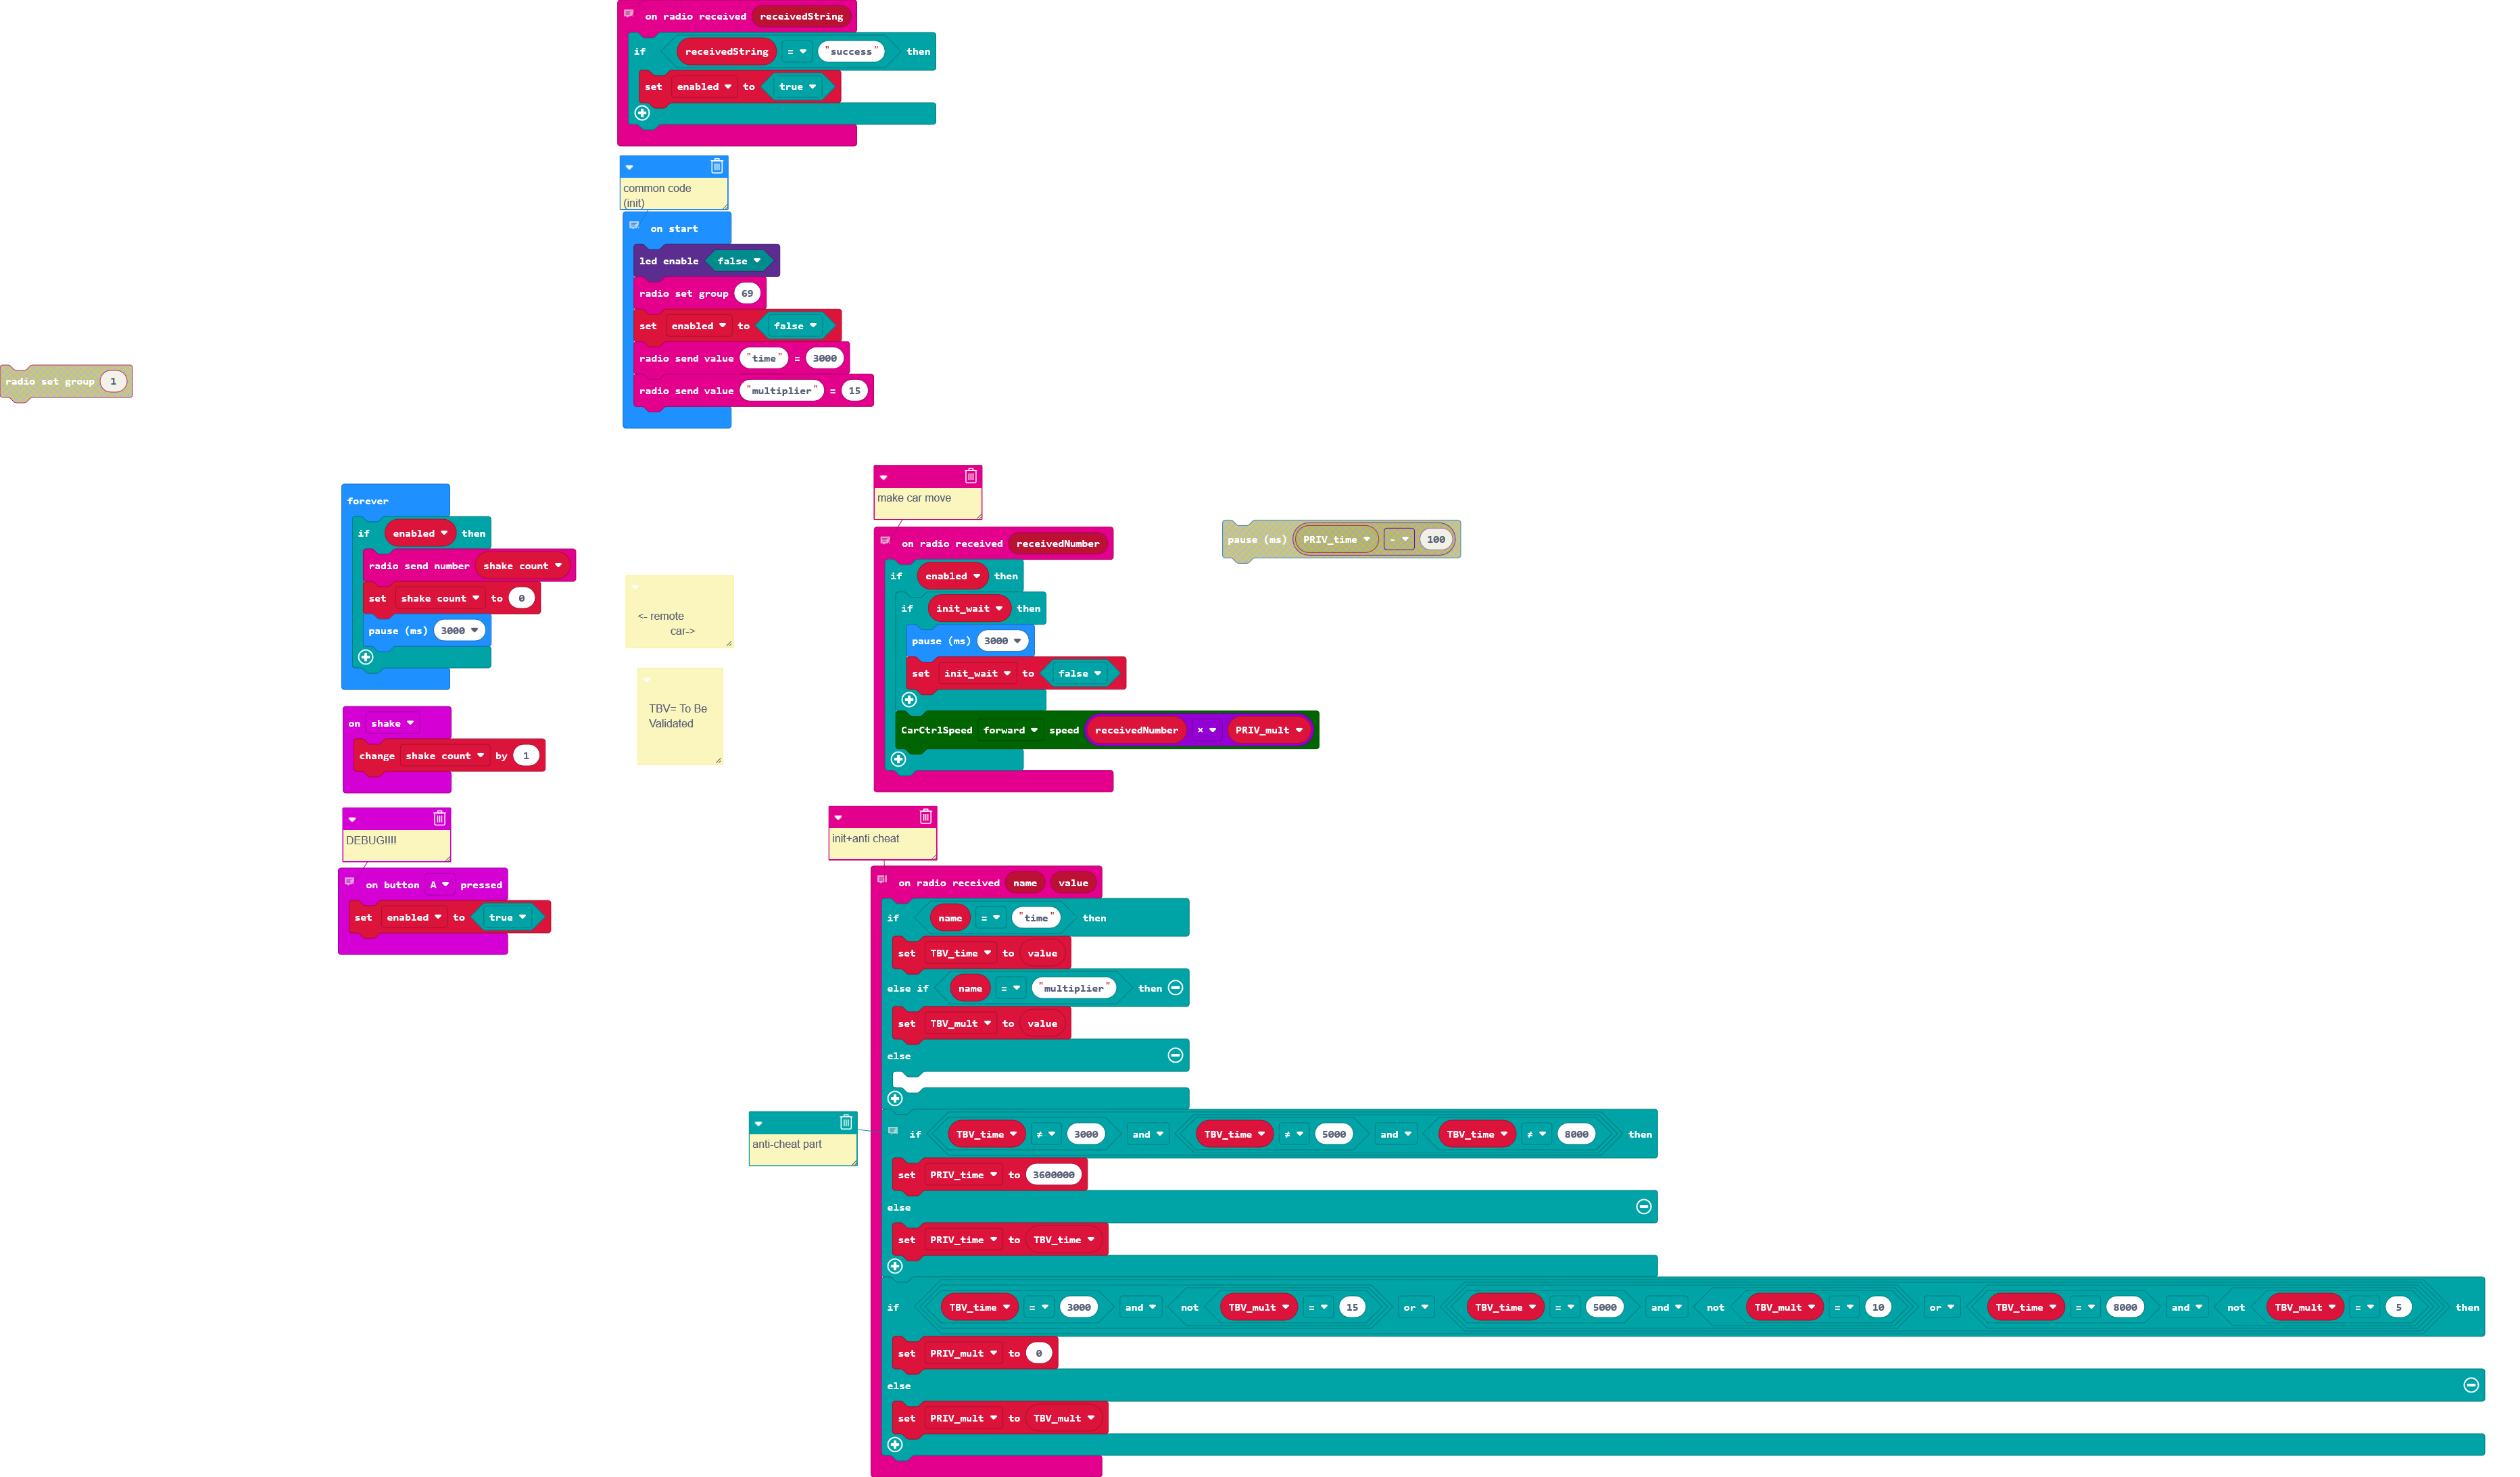 on radio received receivedString
if receivedString = "success" then
set enabled to true
common code
(init)
on start
led enable false
radio set group 69
set enabled to false
radio send value "time" = 3000
radio send value "multiplier" = 15
radio set group 1
forever
if enabled then
radio send number shake count
set shake count to 0
pause (ms) 3000
on shake
change shake count by 1
DEBUG!!!!
on button A pressed
set enabled to true
<- remote
car->
TBV= To Be
Validated
make car move
on radio received receivedNumber
if enabled then
if init_wait then
pause (ms) 3000
set init_wait to false
CarCtrlSpeed forward speed receivedNumber × PRIV_mult
pause (ms) PRIV_time - 100
init+anti cheat
on radio received name value
if name = "time" then
set TBV_time to value
else if name = "multiplier" then
set TBV_mult to value
else
anti-cheat part
if TBV_time ≠ 3000 and TBV_time ≠ 5000 and TBV_time ≠ 8000 then
set PRIV_time to 3600000
else
set PRIV_time to TBV_time
if TBV_time = 3000 and not TBV_mult = 15 or TBV_time = 5000 and not TBV_mult = 10 or TBV_time = 8000 and not TBV_mult = 5 then
set PRIV_mult to 0
else
set PRIV_mult to TBV_mult